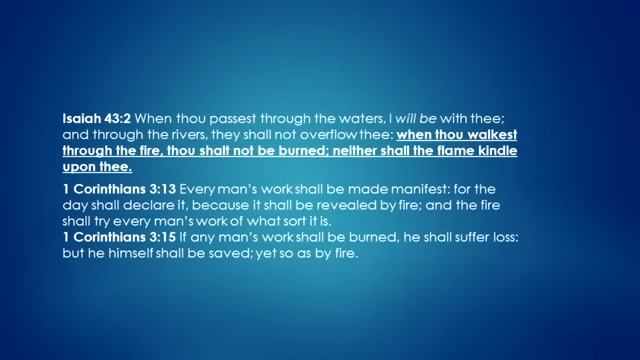 Isaiah 43:2 When thou passest through the waters, I will be with thee;
and through the rivers, they shall not overflow thee: when thou walkest
through the fire, thou shalt not be burned; neither shall the flame kindle
upon thee.
1 Corinthians 3:13 Every man's work shall be made manifest: for the
day shall declare it, because it shall be revealed by fire; and the fire
shall try every man's work of what sort it is.
1 Corinthians 3:15 If any man's work shall be burned, he shall suffer loss:
but he himself shall be saved; yet so as by fire.